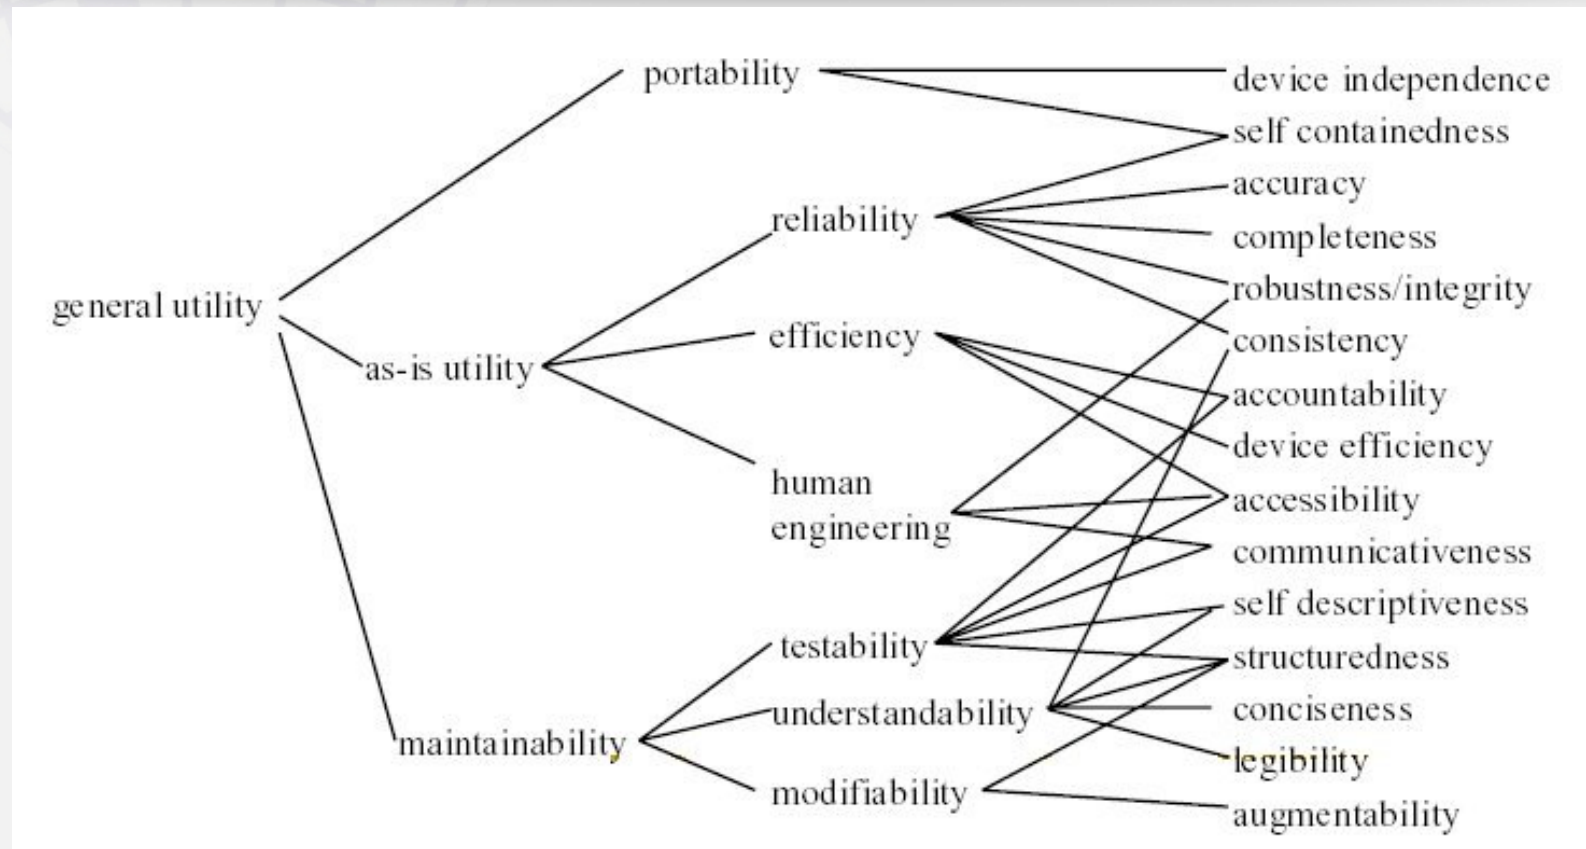 portability
device independence
self containedness
accuracy
reliability
completeness
robustness/integrity
general utility
efficiency
consistency
as-is utility
accountability
device efficiency
human
engineering
accessibility
communicativeness
self descriptiveness
testability
structuredness
understandability
conciseness
maintainability
legibility
modifiability
augmentability